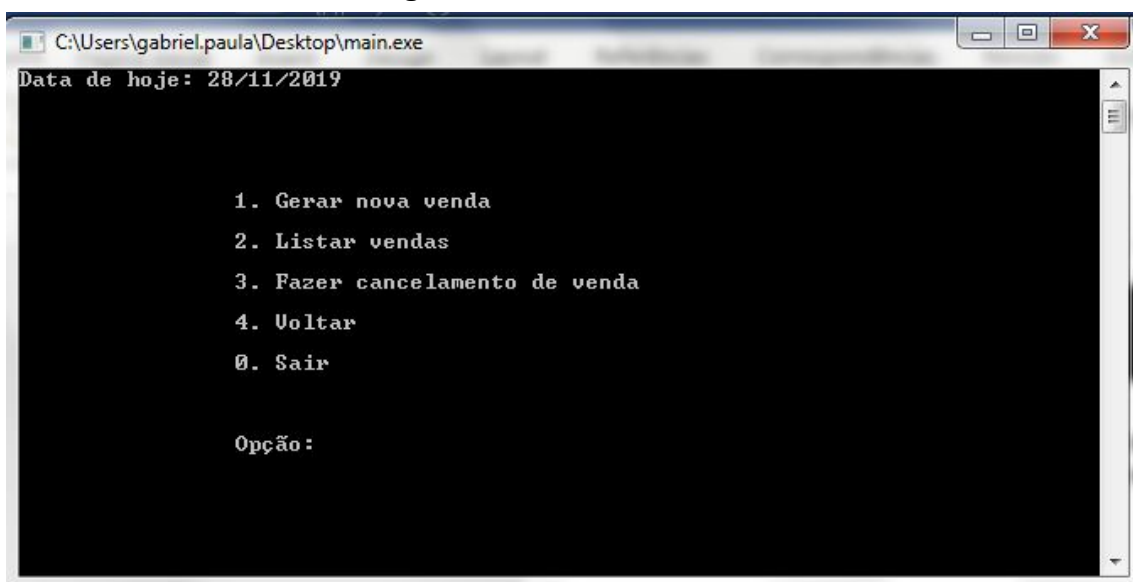 C:\Users\gabriel.paula\Desktop\main.exe
Data de hoje: 28/11/2019
1. Gerar nova venda
2. Listar vendas
3. Fazer cancelamento de venda
4. Voltar
0. Sair
Opção: